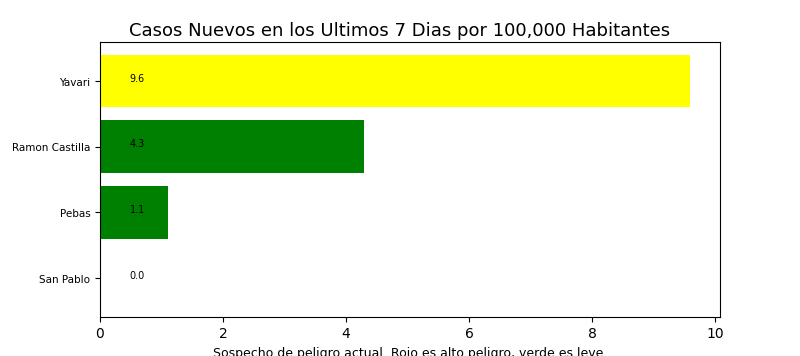 Casos Nuevos en los Ultimos 7 Dias por 100,000 Habitantes
Yavari 9.6
Ramon Castilla 4.3
Pebas 1.1
San Pablo 0.0
0 2 4 6 8 10
Sospecho de peligro actual. Rojo es alto peligro, verde es leve